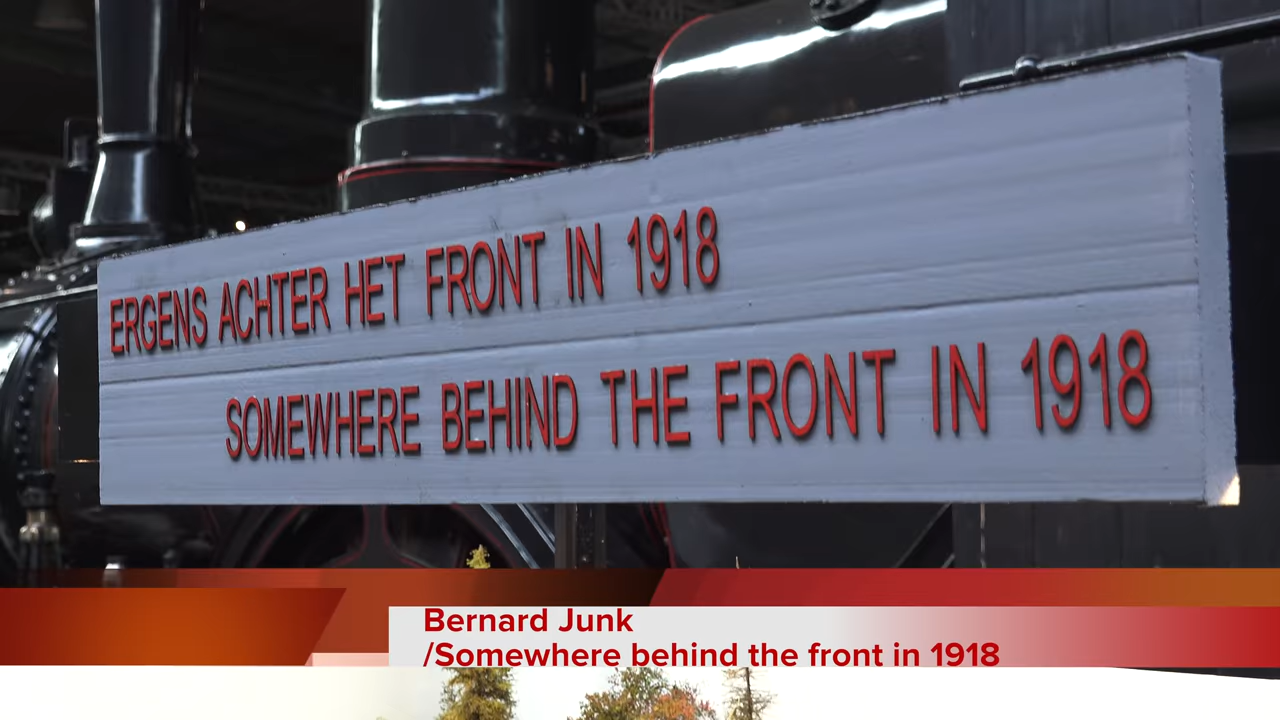 ERGENS ACHTER HET FRONT IN 1918
SOMEWHERE BEHIND THE FRONT IN 1918
Bernard Junk
/Somewhere behind the front in 1918